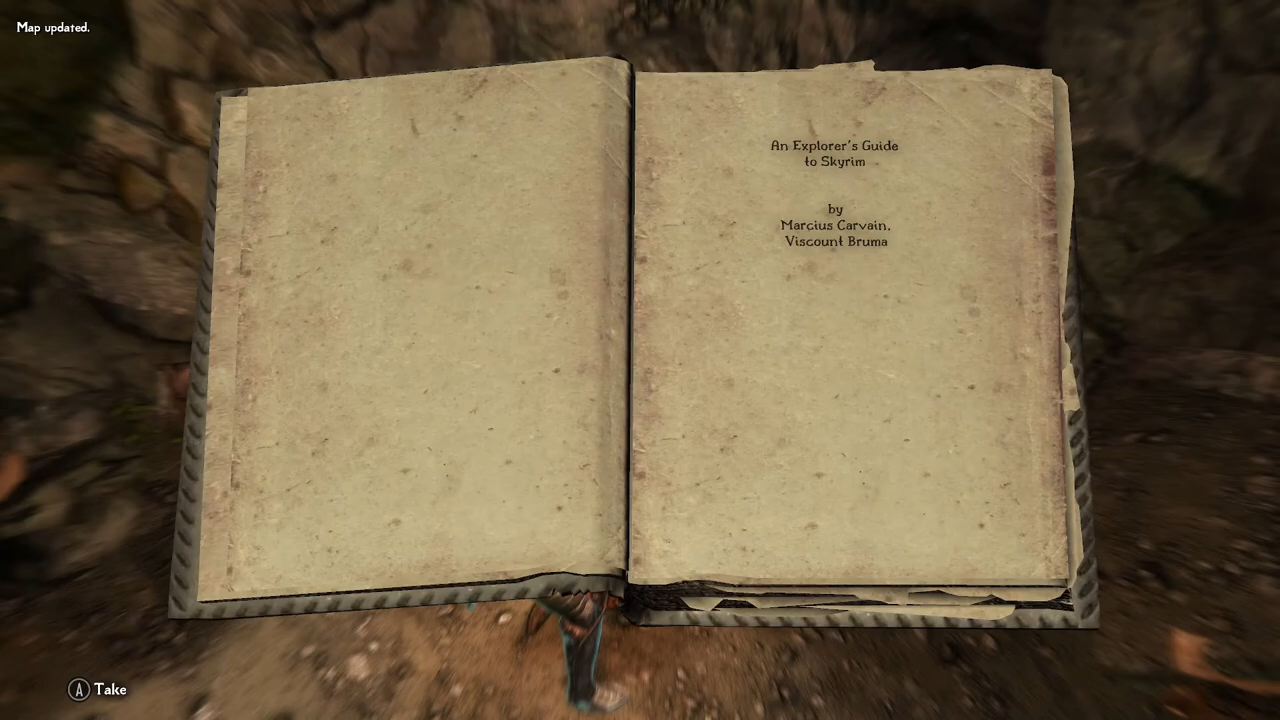 Map updated.
An Explorer's Guide
to Skyrim
by
Marcius Carvain,
Viscount Bruma
A Take